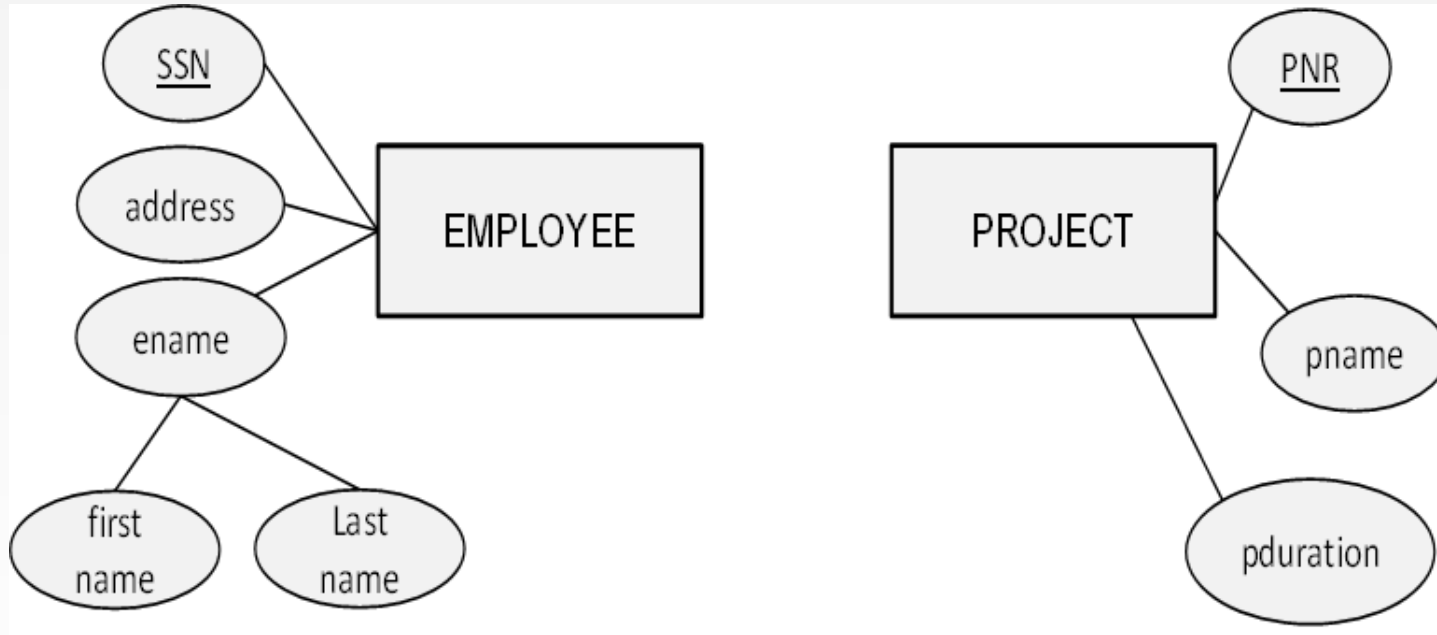 SSN
address
EMPLOYEE
ename
first
name
Last
name
PNR
PROJECT
pname
pduration